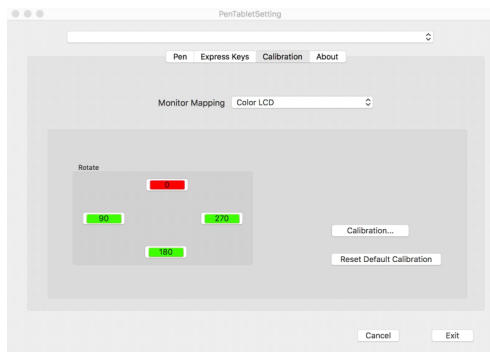 PenTabletSetting
Pen Express Keys Calibration About
Monitor Mapping Color LCD
Rotate
0
90 270
180
Calibration...
Reset Default Calibration
Cancel Exit